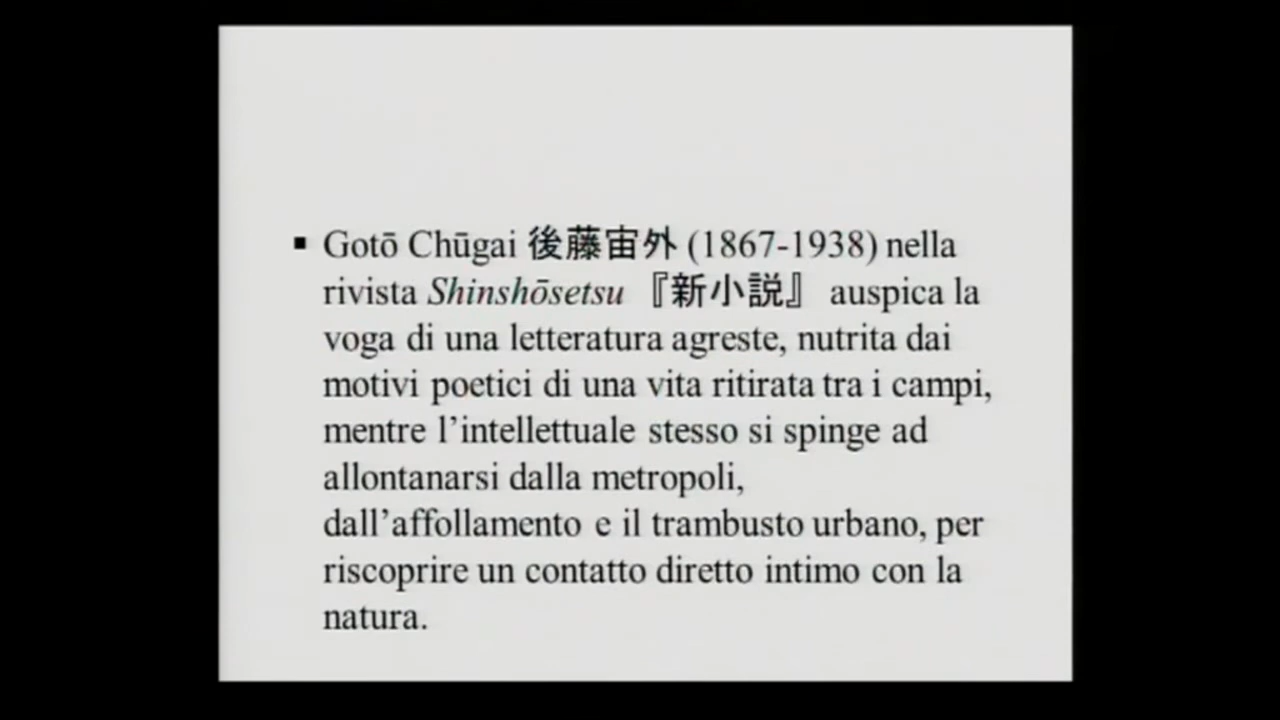 ▪ Gotō Chūgai 後藤宙外 (1867-1938) nella
rivista Shinshōsetsu 『新小説』 auspica la
voga di una letteratura agreste, nutrita dai
motivi poetici di una vita ritirata tra i campi,
mentre l’intellettuale stesso si spinge ad
allontanarsi dalla metropoli,
dall’affollamento e il trambusto urbano, per
riscoprire un contatto diretto intimo con la
natura.